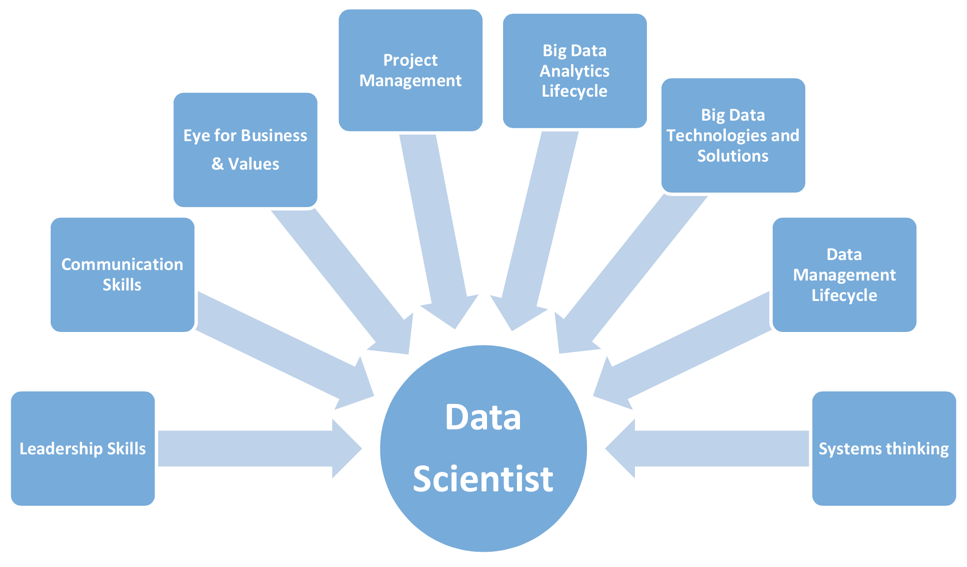 Project
Management
Big Data
Analytics
Lifecycle
Eye for Business
& Values
Big Data
Technologies and
Solutions
Communication
Skills
Data
Management
Lifecycle
Leadership Skills
Data
Scientist
Systems thinking